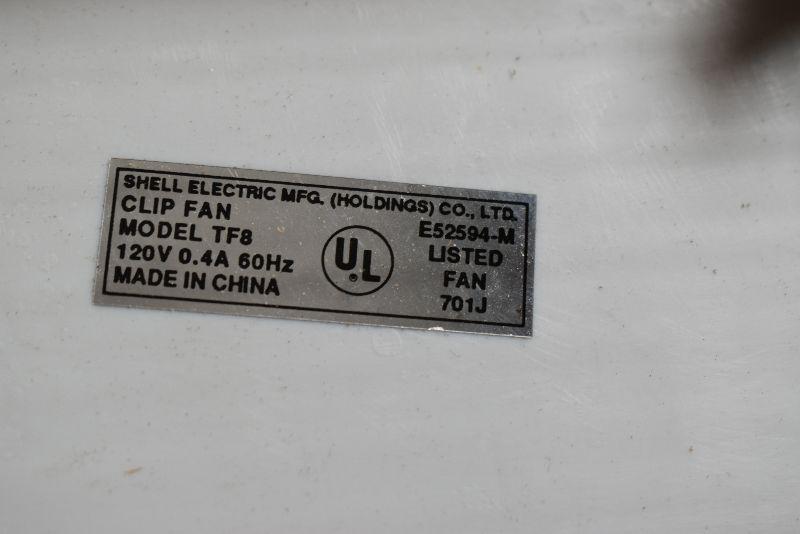 SHELL ELECTRIC MFG. (HOLDINGS) CO., LTD.
CLIP FAN
MODEL TF8
120V 0.4A 60Hz
MADE IN CHINA
UL
®
E52594-M
LISTED
FAN
701J